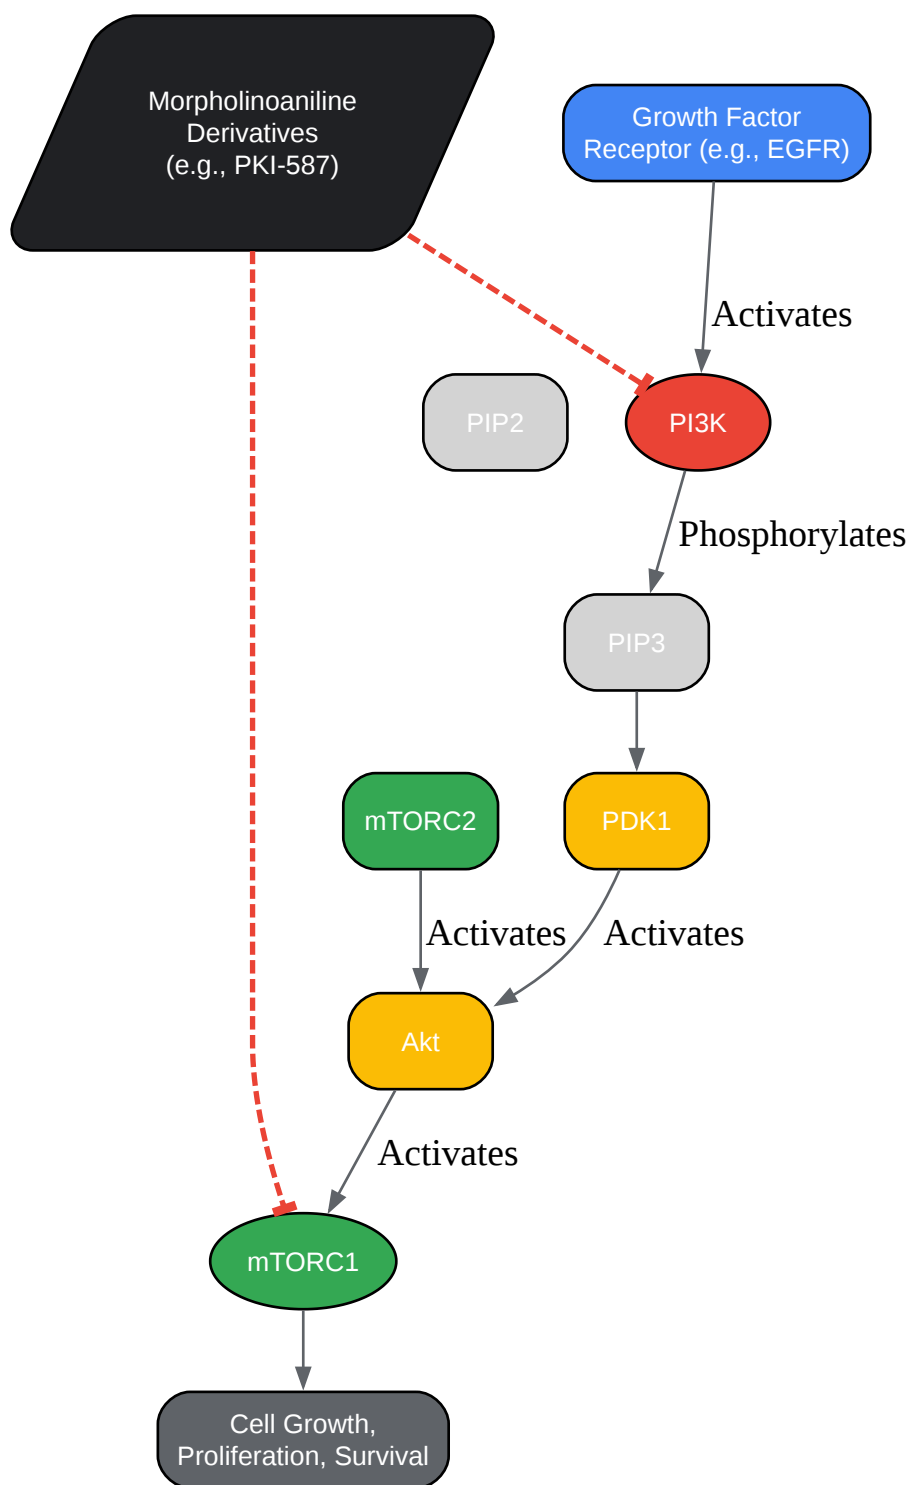 Morpholinoaniline
Derivatives
(e.g., PKI-587)
Growth Factor
Receptor (e.g., EGFR)
Activates
PIP2
PI3K
Phosphorylates
PIP3
mTORC2
PDK1
Activates
Activates
Akt
Activates
mTORC1
Cell Growth,
Proliferation, Survival